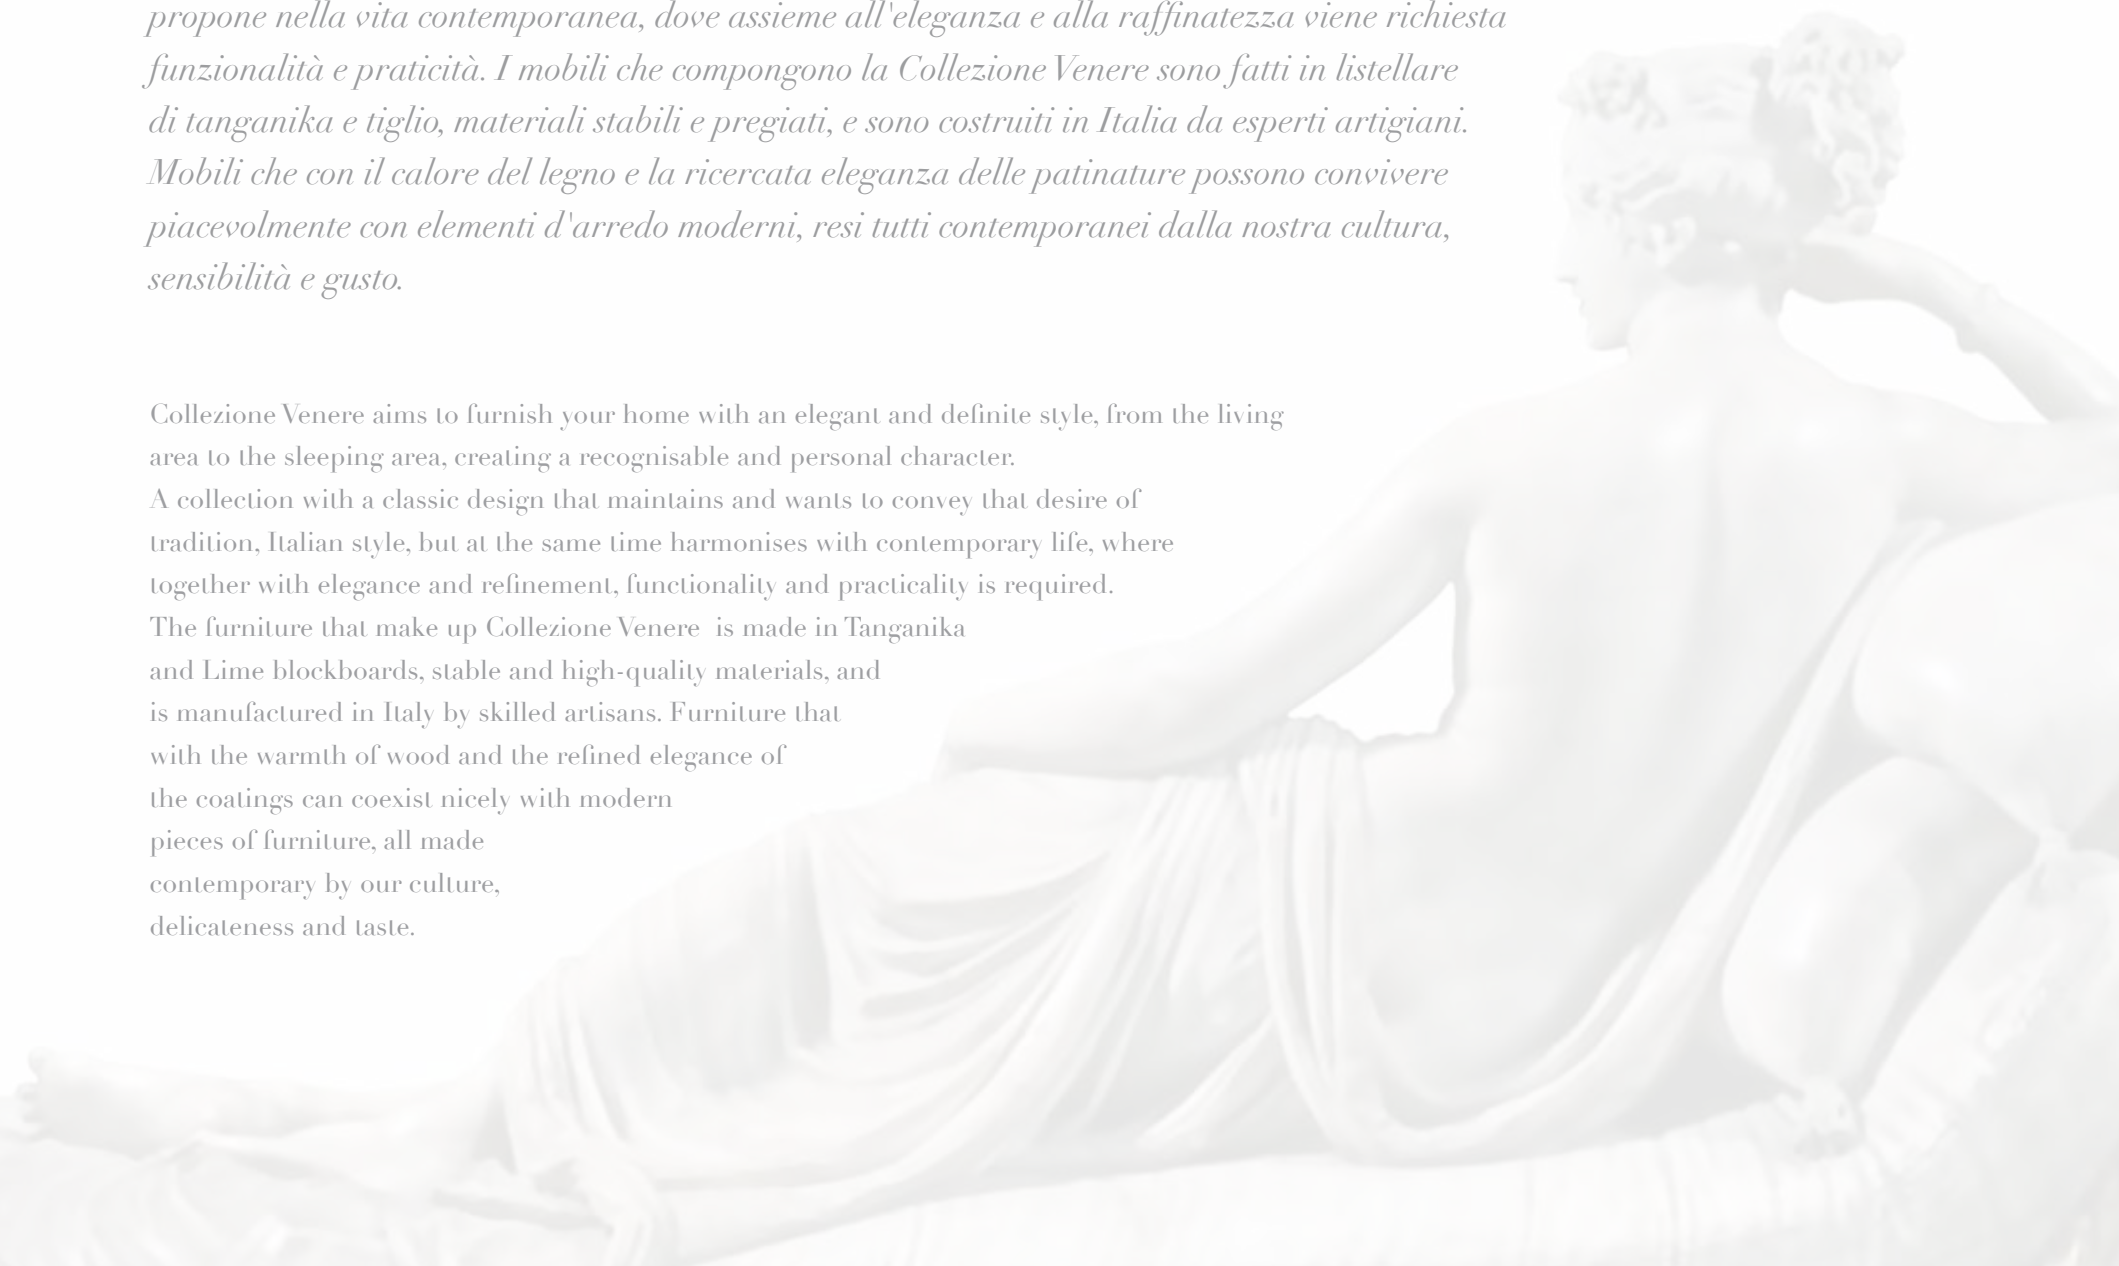 propone nella vita contemporanea, dove assieme all'eleganza e alla raffinatezza viene richiesta
funzionalità e praticità. I mobili che compongono la Collezione Venere sono fatti in listellare
di tanganika e tiglio, materiali stabili e pregiati, e sono costruiti in Italia da esperti artigiani.
Mobili che con il calore del legno e la ricercata eleganza delle patinature possono convivere
piacevolmente con elementi d'arredo moderni, resi tutti contemporanei dalla nostra cultura,
sensibilità e gusto.
Collezione Venere aims to furnish your home with an elegant and definite style, from the living
area to the sleeping area, creating a recognisable and personal character.
A collection with a classic design that maintains and wants to convey that desire of
tradition, Italian style, but at the same time harmonises with contemporary life, where
together with elegance and refinement, functionality and practicality is required.
The furniture that make up Collezione Venere  is made in Tanganika
and Lime blockboards, stable and high-quality materials, and
is manufactured in Italy by skilled artisans. Furniture that
with the warmth of wood and the refined elegance of
the coatings can coexist nicely with modern
pieces of furniture, all made
contemporary by our culture,
delicateness and taste.